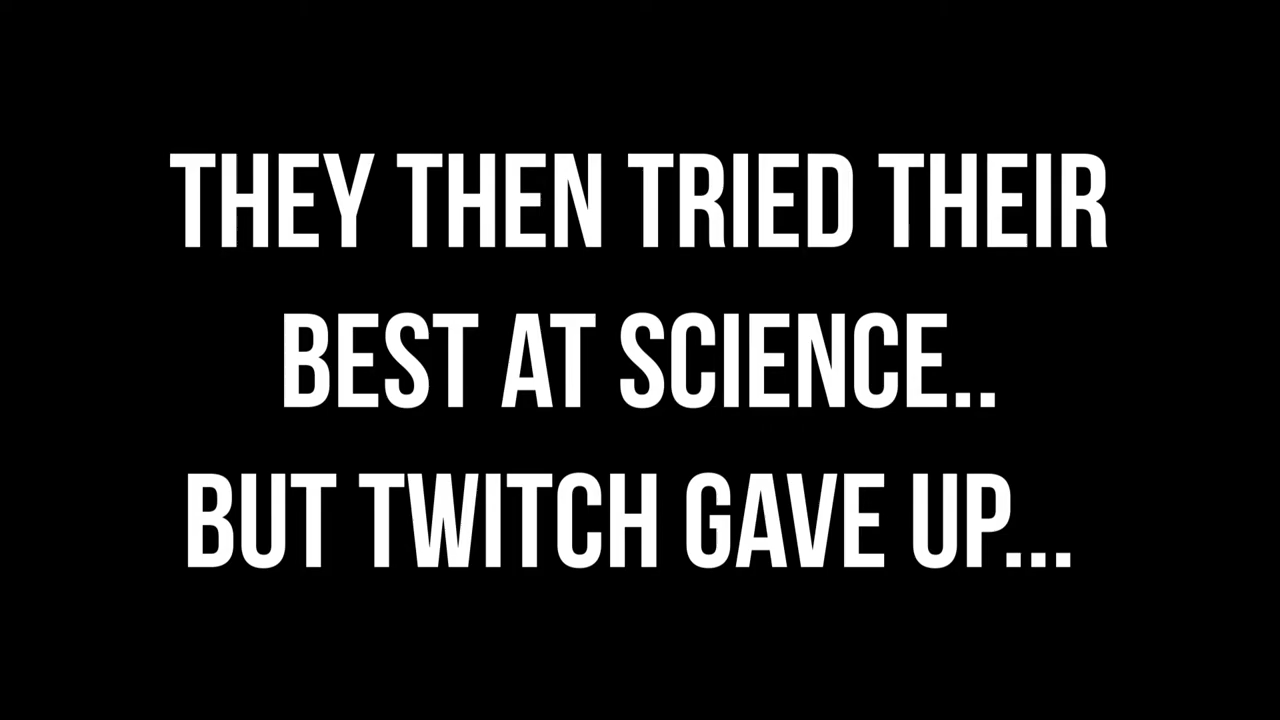 THEY THEN TRIED THEIR
BEST AT SCIENCE..
BUT TWITCH GAVE UP...